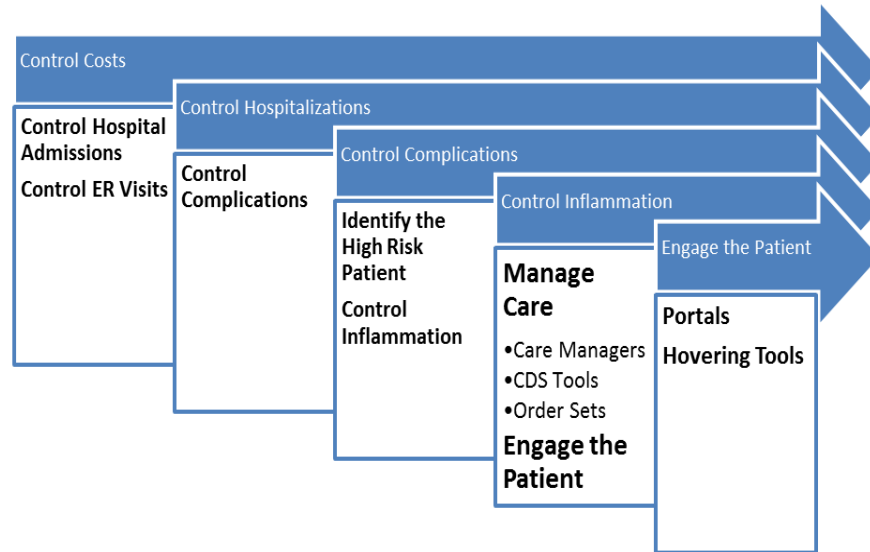 Control Costs
Control Hospital
Admissions
Control ER Visits
Control Hospitalizations
Control
Complications
Control Complications
Identify the
High Risk
Patient
Control
Inflammation
Control Inflammation
Manage
Care
•Care Managers
•CDS Tools
•Order Sets
Engage the
Patient
Engage the Patient
Portals
Hovering Tools